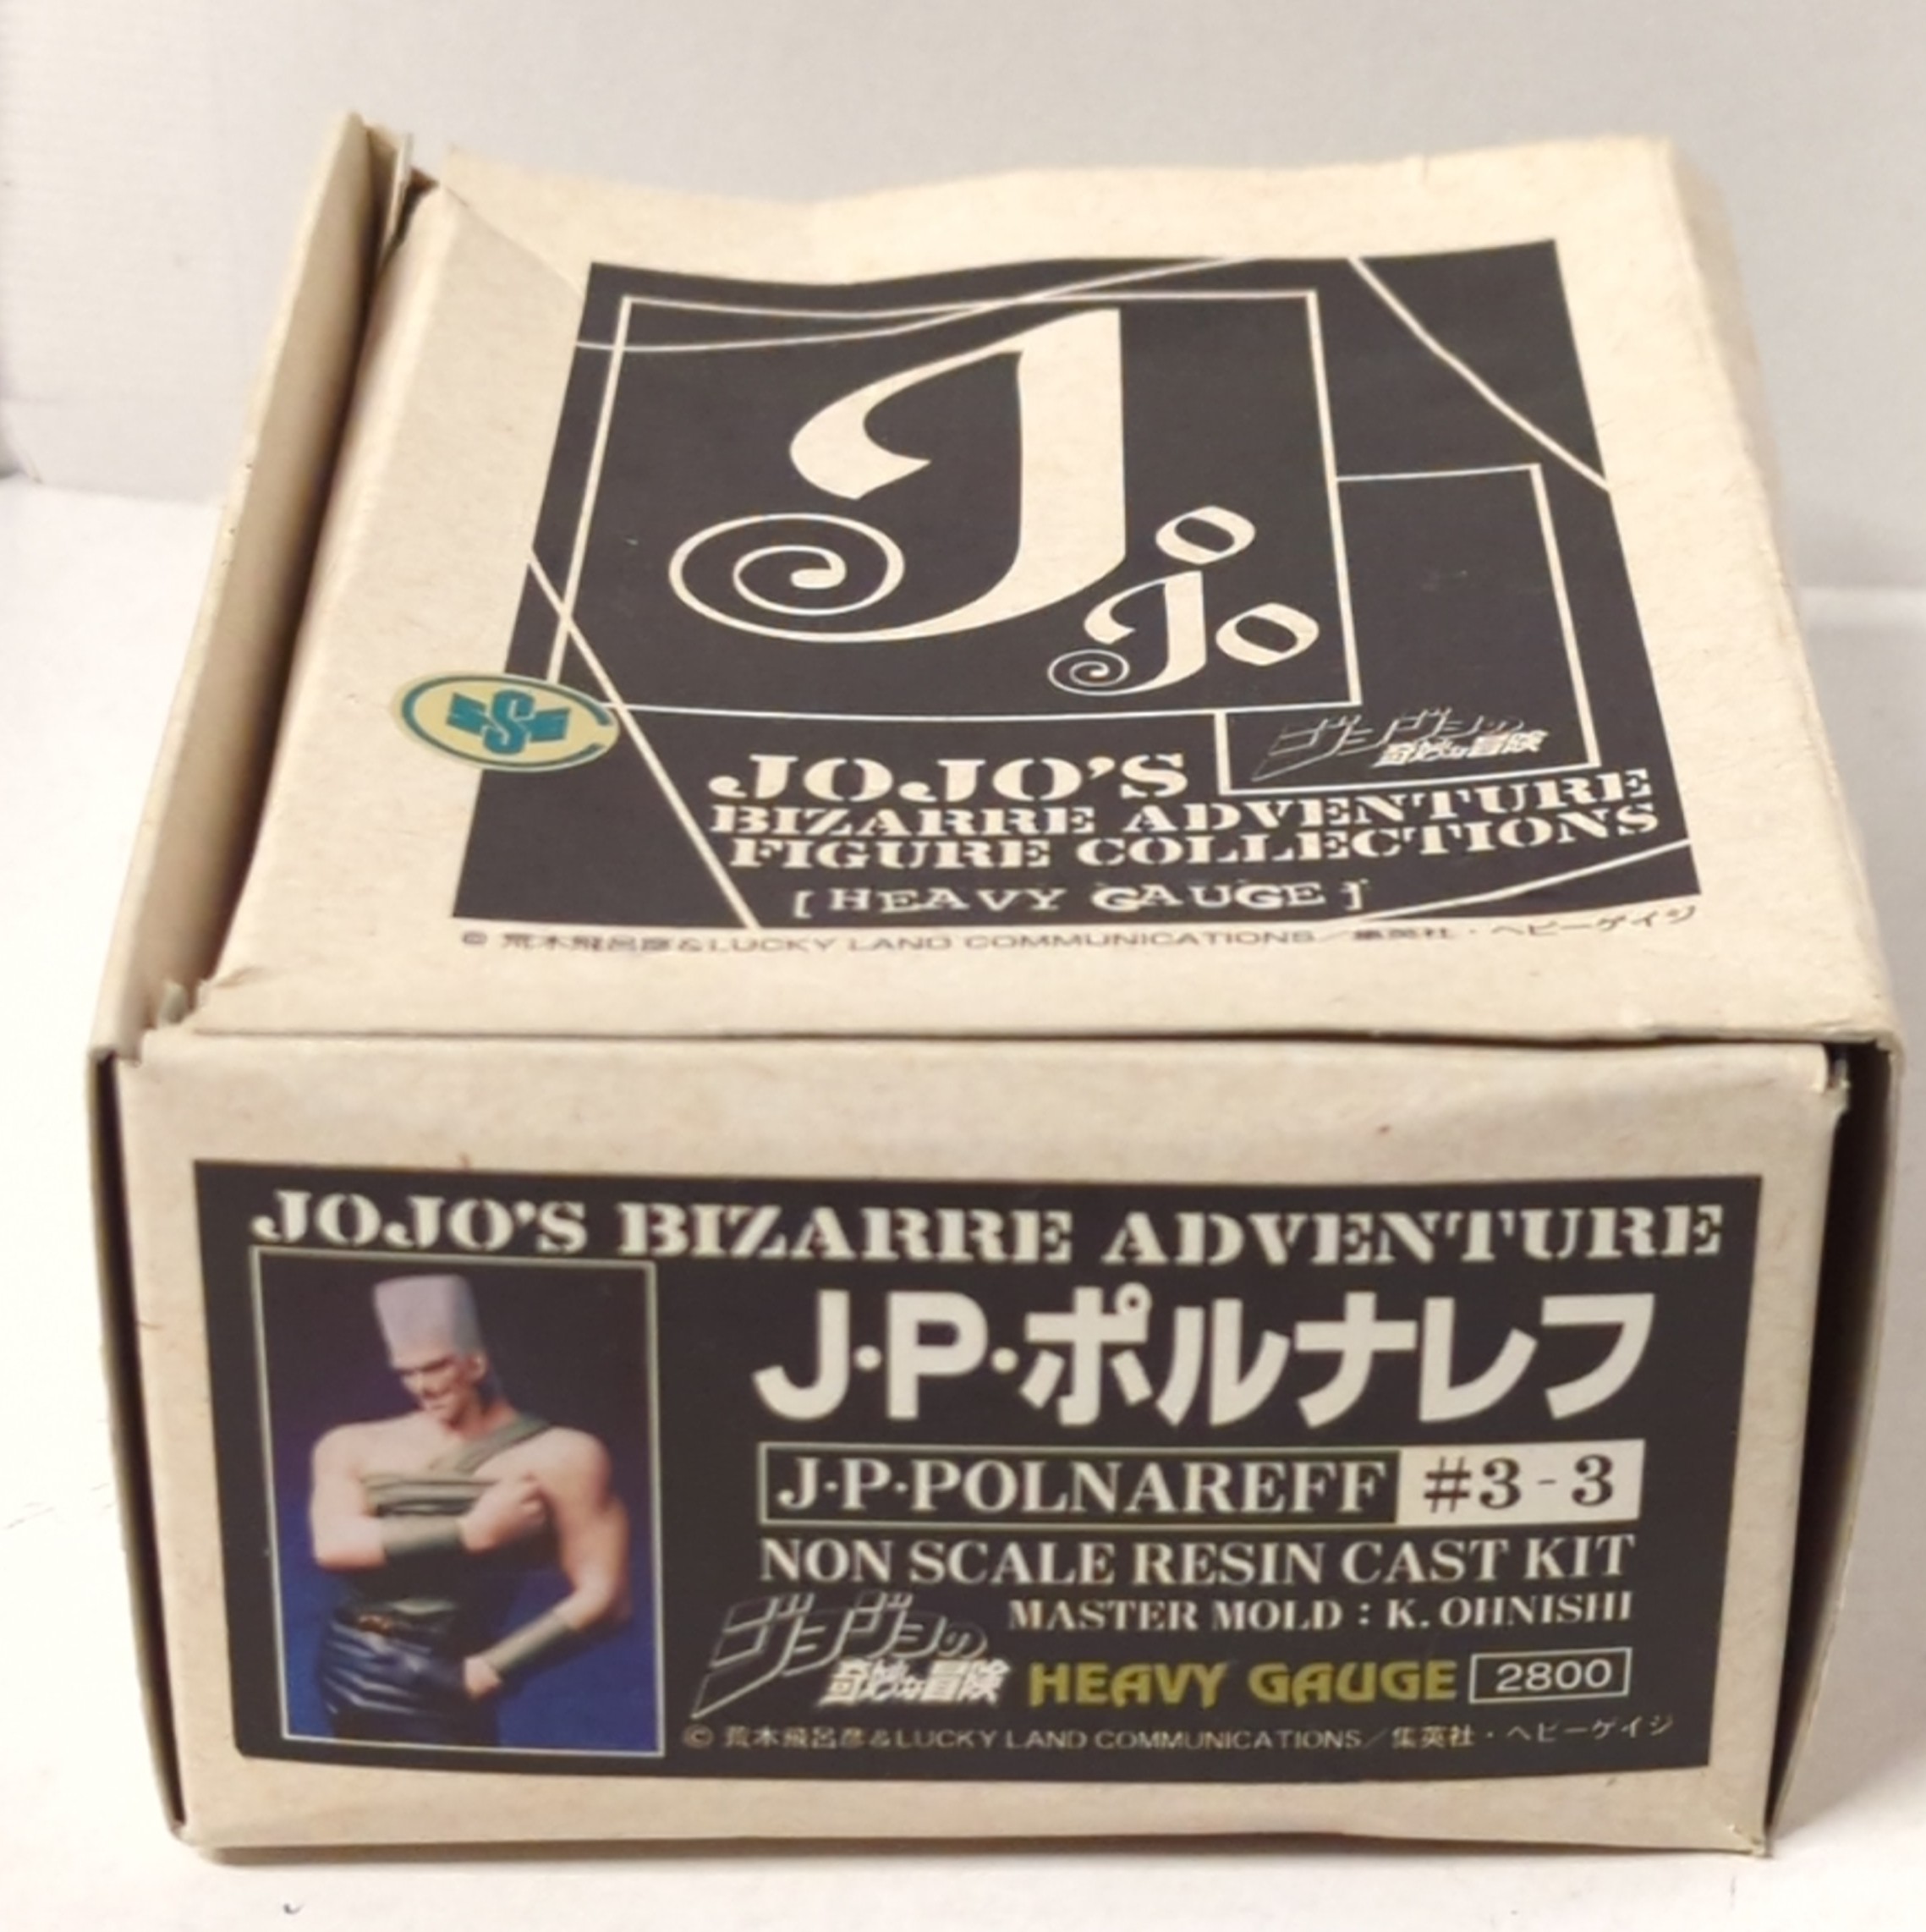 JoJo
ジョジョの
奇妙な冒険
JOJO'S
BIZARRE ADVENTURE
FIGURE COLLECTIONS
[HEAVY GAUGE]
© 荒木飛呂彦&LUCKY LAND COMMUNICATIONS/集英社・ヘビーゲイジ
JOJO'S BIZARRE ADVENTURE
J・P・ポルナレフ
J・P・POLNAREFF #3-3
NON SCALE RESIN CAST KIT
MASTER MOLD : K. OHNISHI
ジョジョの
奇妙な冒険
HEAVY GAUGE 2800
© 荒木飛呂彦&LUCKY LAND COMMUNICATIONS/集英社・ヘビーゲイジ